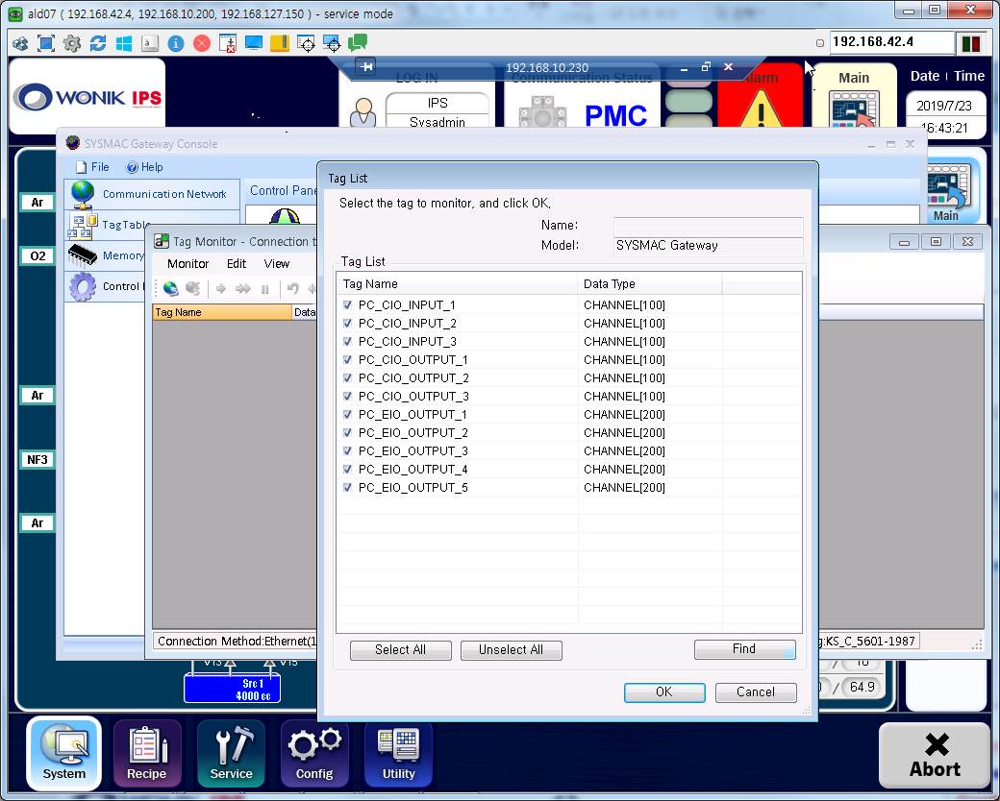 ald07 ( 192.168.42.4, 192.168.10.200, 192.168.127.150 ) - service mode
192.168.42.4
192.168.10.230
WONIK IPS
LOG IN
IPS
Sysadmin
Communication Status
PMC
Alarm
Main
Date | Time
2019/7/23
16:43:21
SYSMAC Gateway Console
File Help
Communication Network
Control Pane
TagTable
Memory
Control
Main
Tag Monitor - Connection t
Monitor Edit View
Tag Name Data
Connection Method:Ethernet(1
g:KS_C_5601-1987
Tag List
Select the tag to monitor, and click OK.
Name:
Model: SYSMAC Gateway
Tag List
Tag Name Data Type
PC_CIO_INPUT_1 CHANNEL[100]
PC_CIO_INPUT_2 CHANNEL[100]
PC_CIO_INPUT_3 CHANNEL[100]
PC_CIO_OUTPUT_1 CHANNEL[100]
PC_CIO_OUTPUT_2 CHANNEL[100]
PC_CIO_OUTPUT_3 CHANNEL[100]
PC_EIO_OUTPUT_1 CHANNEL[200]
PC_EIO_OUTPUT_2 CHANNEL[200]
PC_EIO_OUTPUT_3 CHANNEL[200]
PC_EIO_OUTPUT_4 CHANNEL[200]
PC_EIO_OUTPUT_5 CHANNEL[200]
Select All Unselect All Find
OK Cancel
Ar
O2
Ar
NF3
Ar
V13 V15
Src 1
4000 cc
/ 10
/ 64.9
System
Recipe
Service
Config
Utility
Abort